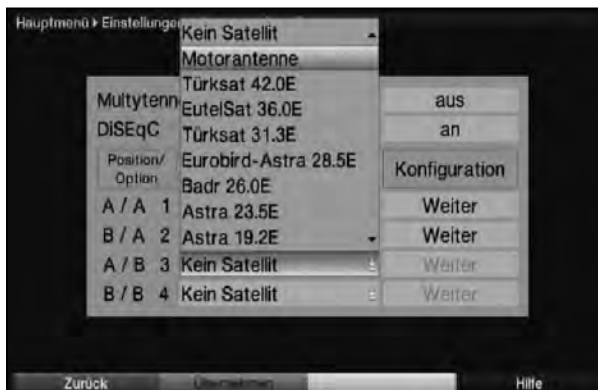 Hauptmenü ▸ Einstellungen
Kein Satellit
Motorantenne
Türksat 42.0E
EutelSat 36.0E
Türksat 31.3E
Eurobird-Astra 28.5E
Badr 26.0E
Astra 23.5E
Astra 19.2E
Multytenn
aus
DiSEqC
an
Position/
Option
Konfiguration
A / A 1
Weiter
B / A 2
Weiter
A / B 3 Kein Satellit
Weiter
B / B 4 Kein Satellit
Weiter
Zurück
Übernehmen
Hilfe